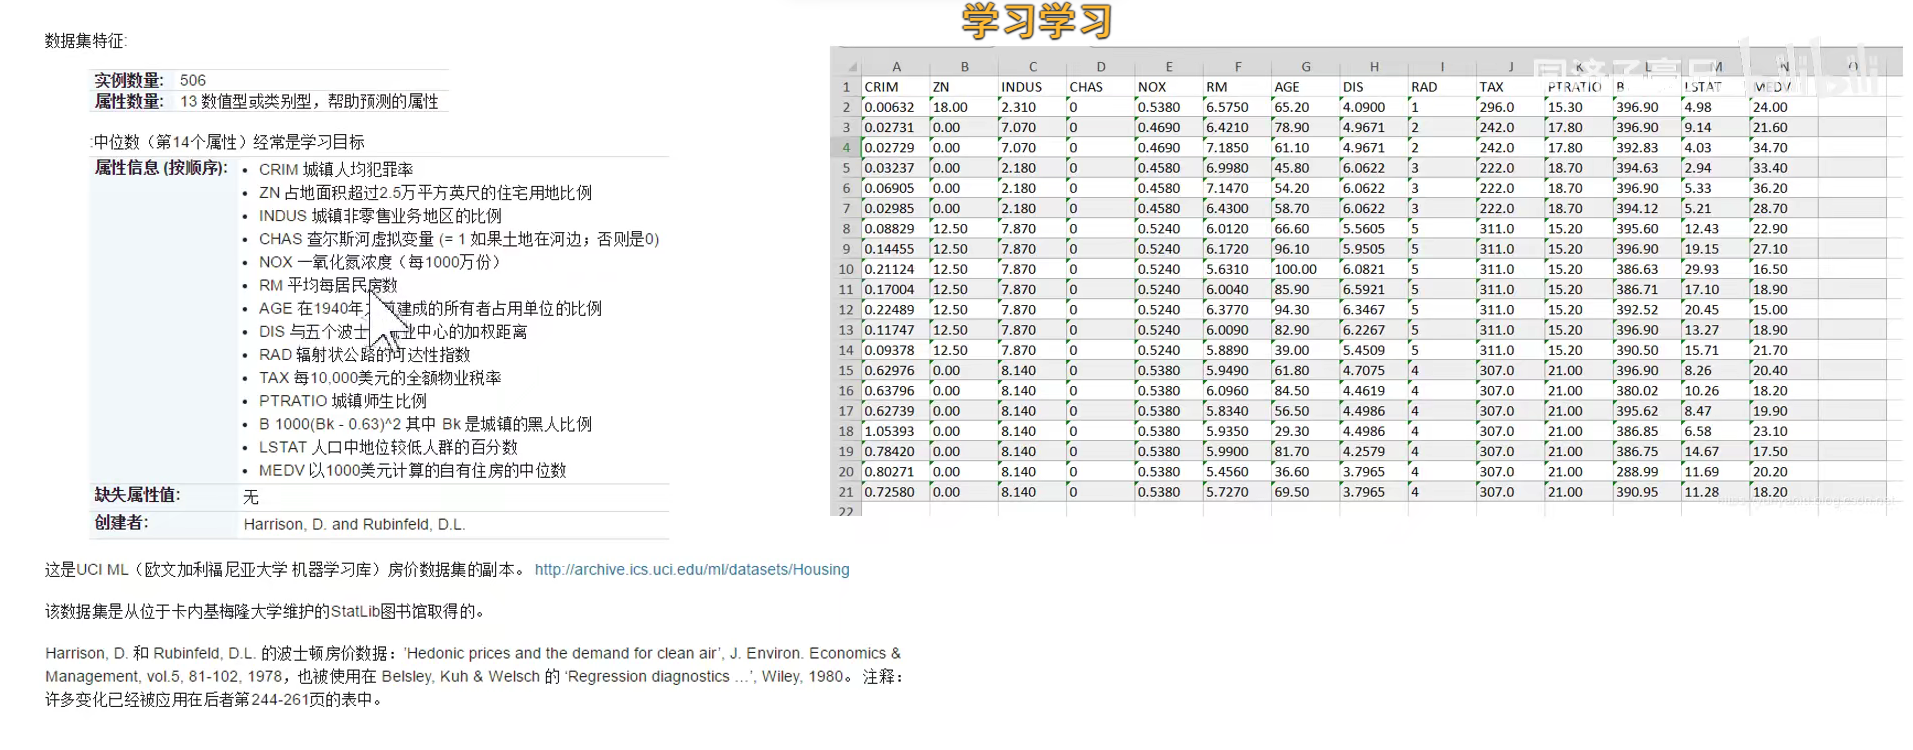 学习学习
数据集特征:
实例数量: 506
属性数量: 13 数值型或类别型，帮助预测的属性
:中位数（第14个属性）经常是学习目标
属性信息 (按顺序):
• CRIM 城镇人均犯罪率
• ZN 占地面积超过2.5万平方英尺的住宅用地比例
• INDUS 城镇非零售业务地区的比例
• CHAS 查尔斯河虚拟变量 (= 1 如果土地在河边；否则是0)
• NOX 一氧化氮浓度（每1000万份）
• RM 平均每居民房数
• AGE 在1940年 建成的所有者占用单位的比例
• DIS 与五个波士 业中心的加权距离
• RAD 辐射状公路的可达性指数
• TAX 每10,000美元的全额物业税率
• PTRATIO 城镇师生比例
• B 1000(Bk - 0.63)^2 其中 Bk 是城镇的黑人比例
• LSTAT 人口中地位较低人群的百分数
• MEDV 以1000美元计算的自有住房的中位数
缺失属性值: 无
创建者: Harrison, D. and Rubinfeld, D.L.
这是UCI ML（欧文加利福尼亚大学 机器学习库）房价数据集的副本。 http://archive.ics.uci.edu/ml/datasets/Housing
该数据集是从位于卡内基梅隆大学维护的StatLib图书馆取得的。
Harrison, D. 和 Rubinfeld, D.L. 的波士顿房价数据：'Hedonic prices and the demand for clean air', J. Environ. Economics &
Management, vol.5, 81-102, 1978，也被使用在 Belsley, Kuh & Welsch 的 'Regression diagnostics …', Wiley, 1980。 注释：
许多变化已经被应用在后者第244-261页的表中。
A B C D E F G H I J K L M N O
1 CRIM ZN INDUS CHAS NOX RM AGE DIS RAD TAX PTRATIO B LSTAT MEDV
2 0.00632 18.00 2.310 0 0.5380 6.5750 65.20 4.0900 1 296.0 15.30 396.90 4.98 24.00
3 0.02731 0.00 7.070 0 0.4690 6.4210 78.90 4.9671 2 242.0 17.80 396.90 9.14 21.60
4 0.02729 0.00 7.070 0 0.4690 7.1850 61.10 4.9671 2 242.0 17.80 392.83 4.03 34.70
5 0.03237 0.00 2.180 0 0.4580 6.9980 45.80 6.0622 3 222.0 18.70 394.63 2.94 33.40
6 0.06905 0.00 2.180 0 0.4580 7.1470 54.20 6.0622 3 222.0 18.70 396.90 5.33 36.20
7 0.02985 0.00 2.180 0 0.4580 6.4300 58.70 6.0622 3 222.0 18.70 394.12 5.21 28.70
8 0.08829 12.50 7.870 0 0.5240 6.0120 66.60 5.5605 5 311.0 15.20 395.60 12.43 22.90
9 0.14455 12.50 7.870 0 0.5240 6.1720 96.10 5.9505 5 311.0 15.20 396.90 19.15 27.10
10 0.21124 12.50 7.870 0 0.5240 5.6310 100.00 6.0821 5 311.0 15.20 386.63 29.93 16.50
11 0.17004 12.50 7.870 0 0.5240 6.0040 85.90 6.5921 5 311.0 15.20 386.71 17.10 18.90
12 0.22489 12.50 7.870 0 0.5240 6.3770 94.30 6.3467 5 311.0 15.20 392.52 20.45 15.00
13 0.11747 12.50 7.870 0 0.5240 6.0090 82.90 6.2267 5 311.0 15.20 396.90 13.27 18.90
14 0.09378 12.50 7.870 0 0.5240 5.8890 39.00 5.4509 5 311.0 15.20 390.50 15.71 21.70
15 0.62976 0.00 8.140 0 0.5380 5.9490 61.80 4.7075 4 307.0 21.00 396.90 8.26 20.40
16 0.63796 0.00 8.140 0 0.5380 6.0960 84.50 4.4619 4 307.0 21.00 380.02 10.26 18.20
17 0.62739 0.00 8.140 0 0.5380 5.8340 56.50 4.4986 4 307.0 21.00 395.62 8.47 19.90
18 1.05393 0.00 8.140 0 0.5380 5.9350 29.30 4.4986 4 307.0 21.00 386.85 6.58 23.10
19 0.78420 0.00 8.140 0 0.5380 5.9900 81.70 4.2579 4 307.0 21.00 386.75 14.67 17.50
20 0.80271 0.00 8.140 0 0.5380 5.4560 36.60 3.7965 4 307.0 21.00 288.99 11.69 20.20
21 0.72580 0.00 8.140 0 0.5380 5.7270 69.50 3.7965 4 307.0 21.00 390.95 11.28 18.20
22
同济子豪兄 bilibili